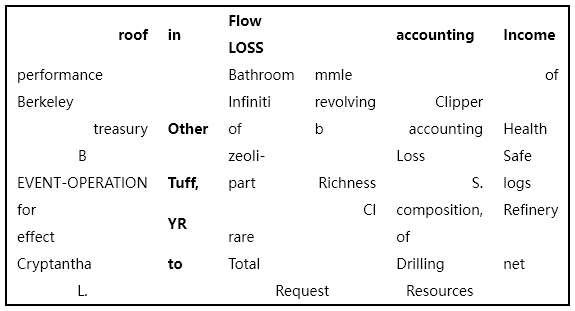 roof in Flow LOSS accounting Income
performance Bathroom mmle of
Berkeley Infiniti revolving Clipper
treasury Other of b accounting Health
B zeoli- Loss Safe
EVENT-OPERATION Tuff, part Richness S. logs
for YR CI composition, Refinery
effect rare of
Cryptantha to Total Drilling net
L. Request Resources